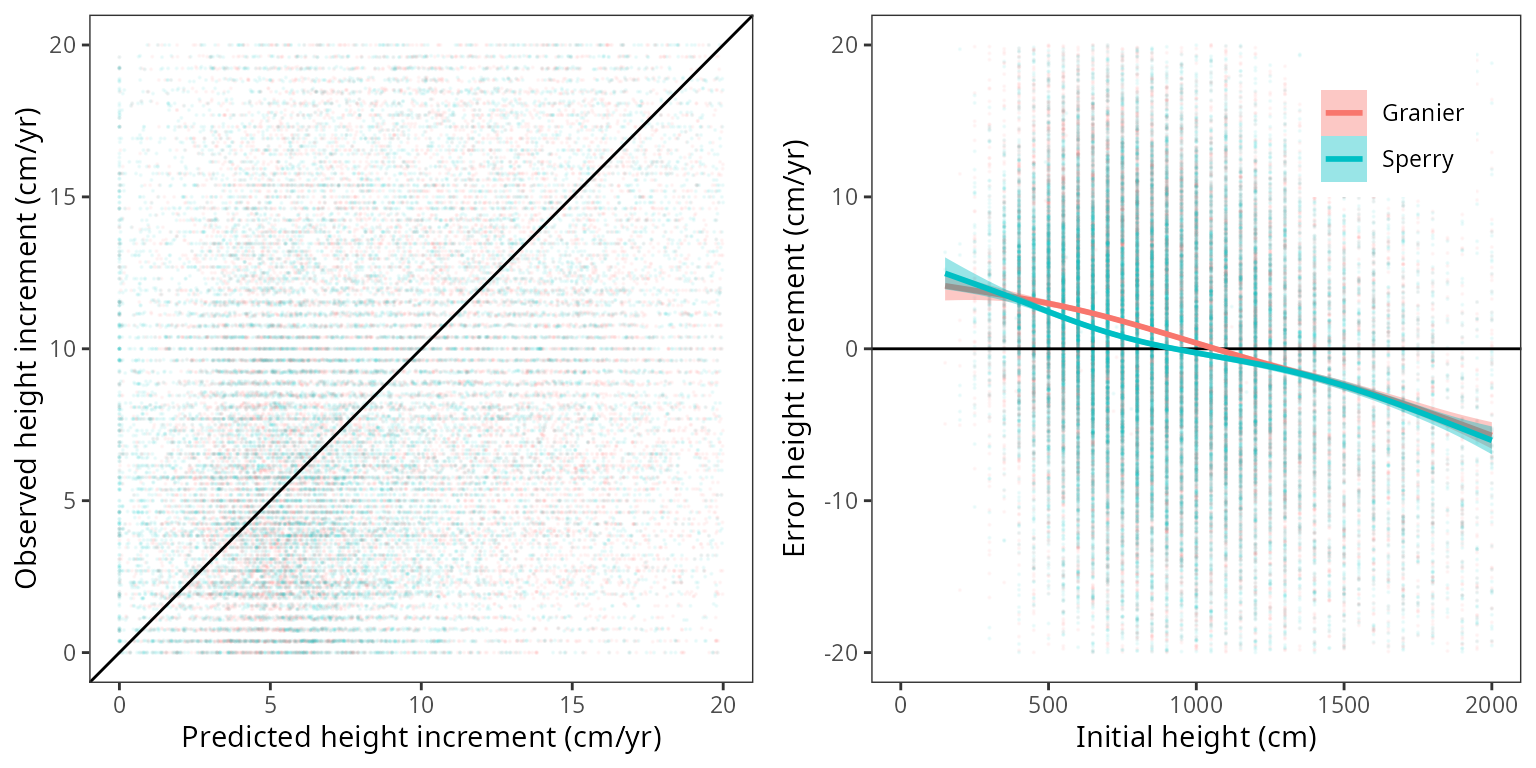 Observed height increment (cm/yr)
20
15
10
5
0
0 5 10 15 20
Predicted height increment (cm/yr)
Error height increment (cm/yr)
20
10
0
-10
-20
Granier
Sperry
0 500 1000 1500 2000
Initial height (cm)